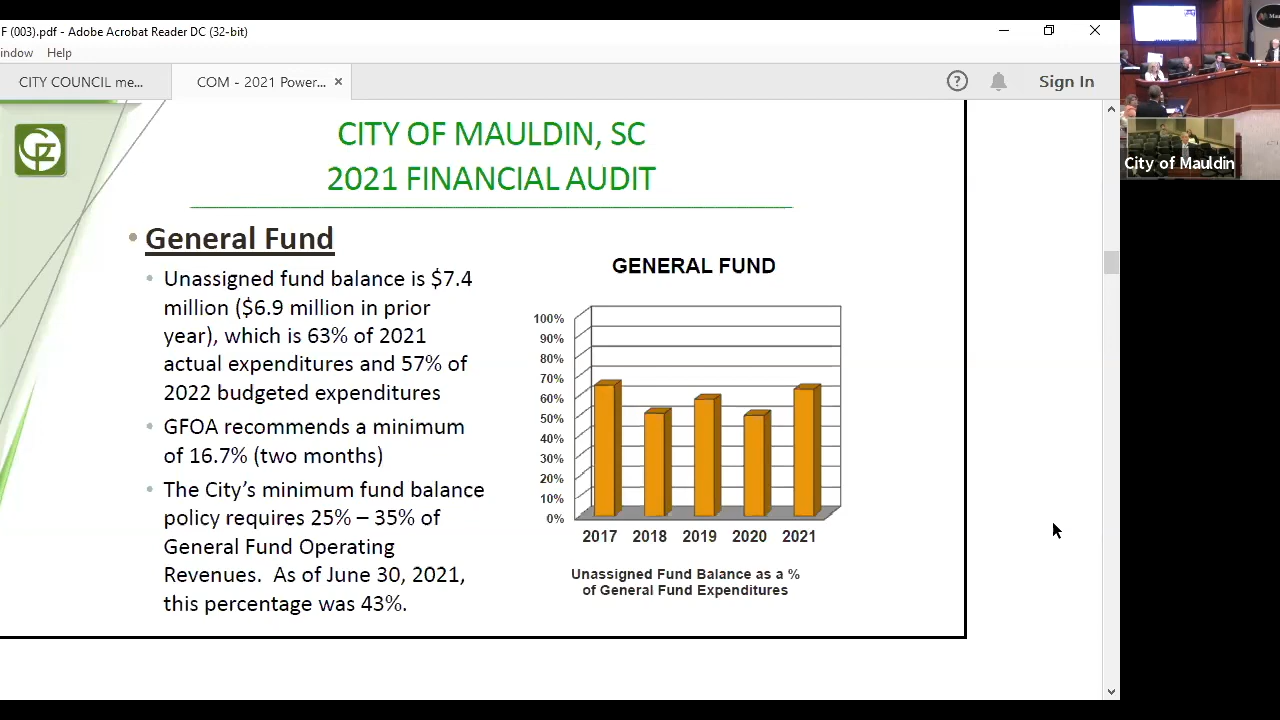 F (003).pdf - Adobe Acrobat Reader DC (32-bit)
indow Help
CITY COUNCIL me...
COM - 2021 Power... ×
? Sign In
CITY OF MAULDIN, SC
2021 FINANCIAL AUDIT
• General Fund
• Unassigned fund balance is $7.4
million ($6.9 million in prior
year), which is 63% of 2021
actual expenditures and 57% of
2022 budgeted expenditures
• GFOA recommends a minimum
of 16.7% (two months)
• The City’s minimum fund balance
policy requires 25% – 35% of
General Fund Operating
Revenues. As of June 30, 2021,
this percentage was 43%.
GENERAL FUND
100%
90%
80%
70%
60%
50%
40%
30%
20%
10%
0%
2017 2018 2019 2020 2021
Unassigned Fund Balance as a %
of General Fund Expenditures
City of Mauldin